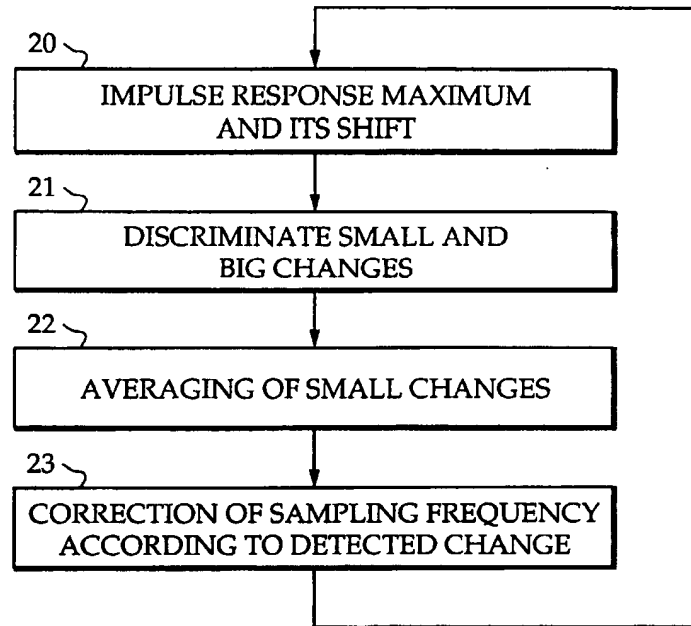 20
IMPULSE RESPONSE MAXIMUM
AND ITS SHIFT
21
DISCRIMINATE SMALL AND
BIG CHANGES
22
AVERAGING OF SMALL CHANGES
23
CORRECTION OF SAMPLING FREQUENCY
ACCORDING TO DETECTED CHANGE